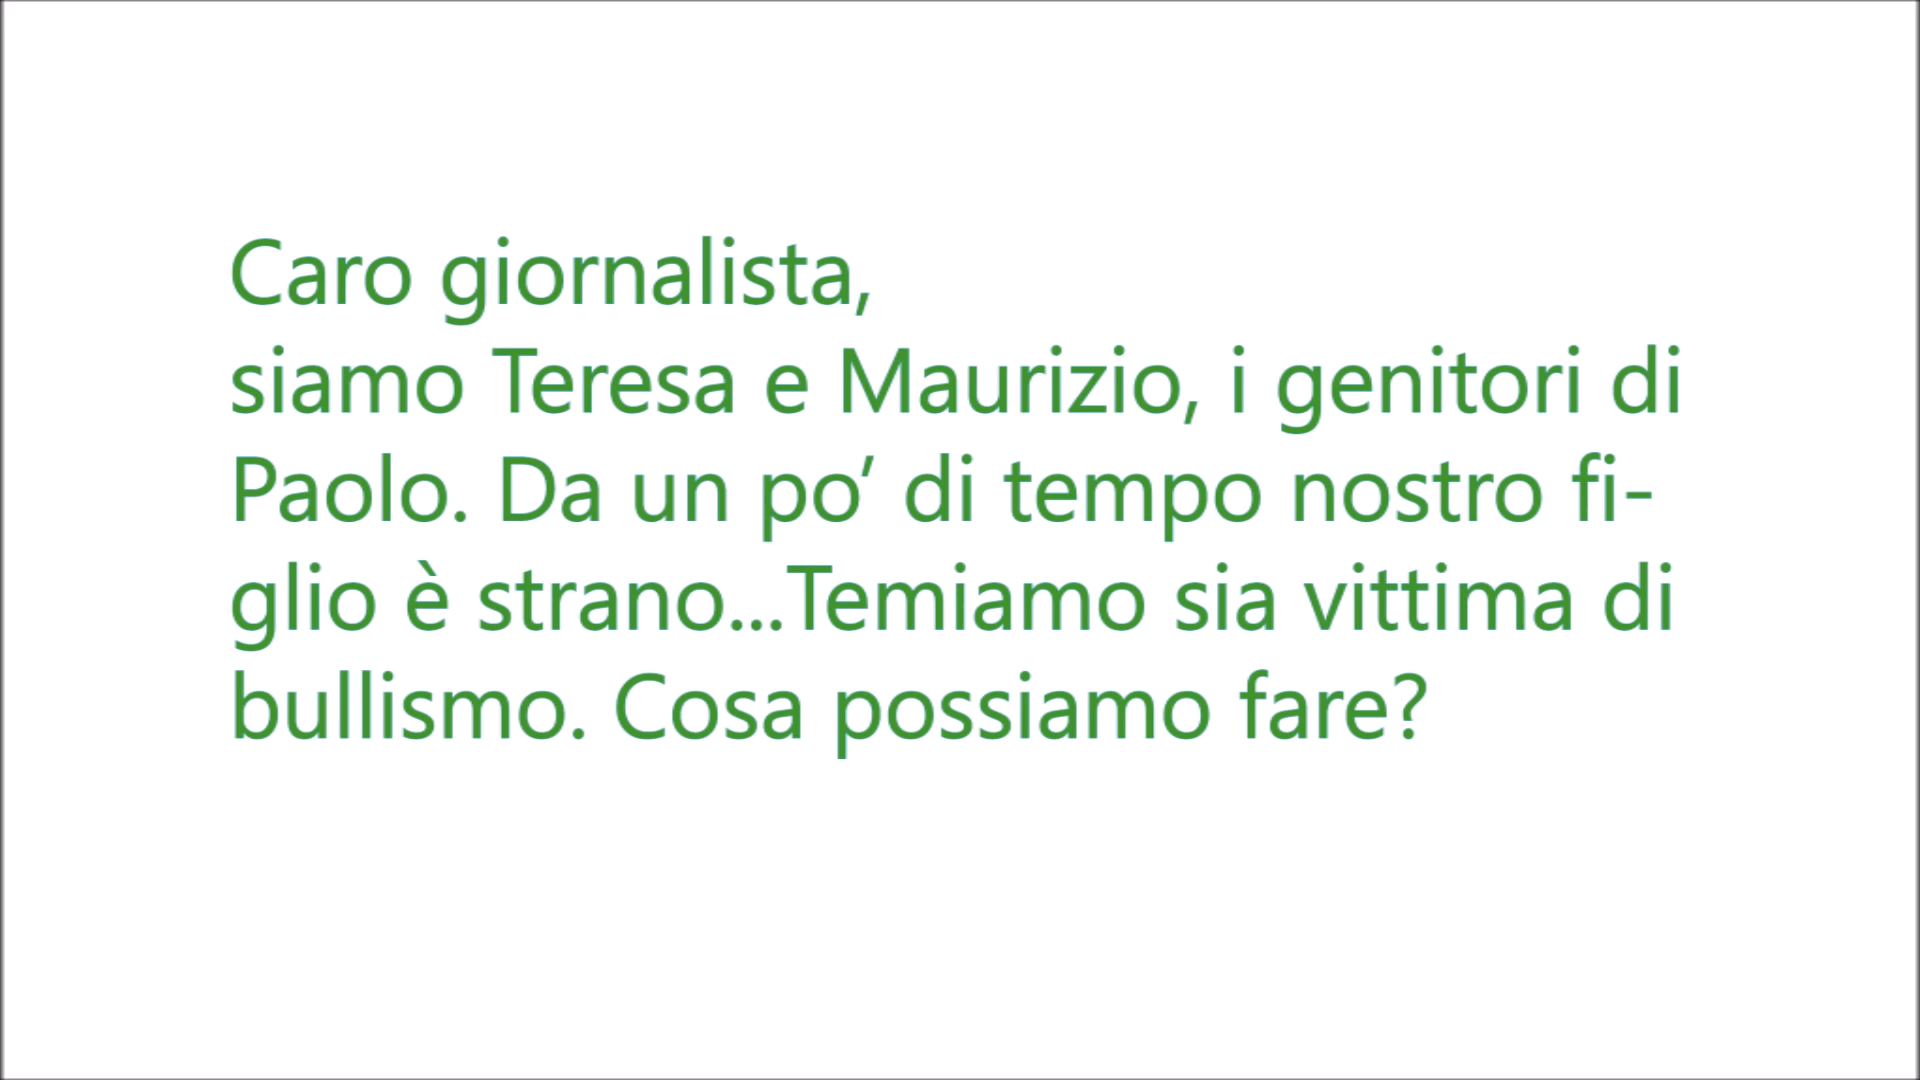 Caro giornalista,
siamo Teresa e Maurizio, i genitori di
Paolo. Da un po’ di tempo nostro fi-
glio è strano...Temiamo sia vittima di
bullismo. Cosa possiamo fare?